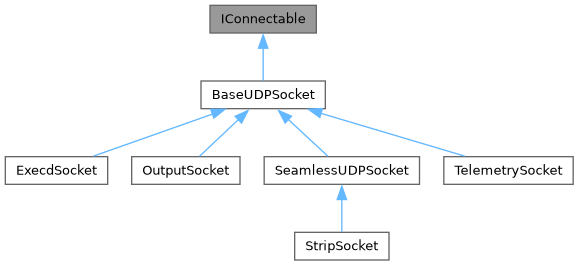 IConnectable
BaseUDPSocket
ExecdSocket
OutputSocket
SeamlessUDPSocket
TelemetrySocket
StripSocket